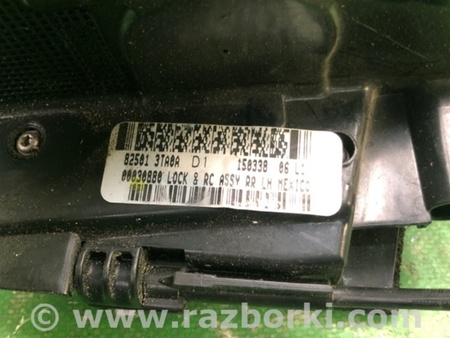 82501 3TA0A D1 150338 06 L
00030880 LOCK & RC ASSY RR LH MEXICO
www.razborki.com